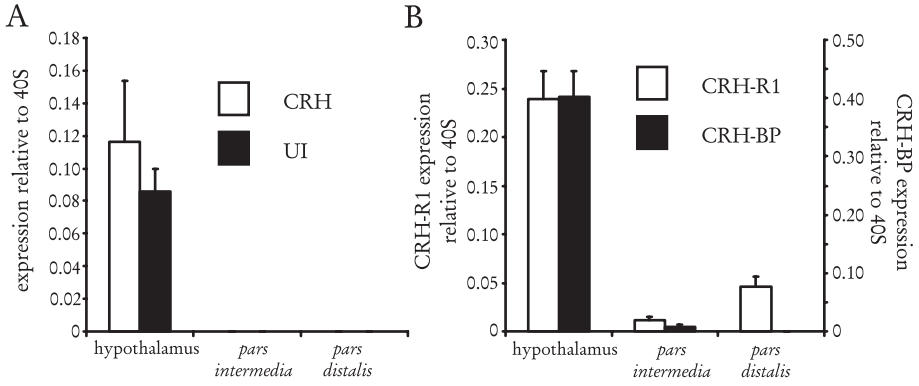 A
expression relative to 40S
0.18
0.16
0.14
0.12
0.10
0.08
0.06
0.04
0.02
0
CRH
UI
hypothalamus
pars
intermedia
pars
distalis
B
CRH-R1 expression
relative to 40S
0.30
0.25
0.20
0.15
0.10
0.05
0
CRH-R1
CRH-BP
hypothalamus
pars
intermedia
pars
distalis
0.50
0.40
0.30
0.20
0.10
0
CRH-BP expression
relative to 40S